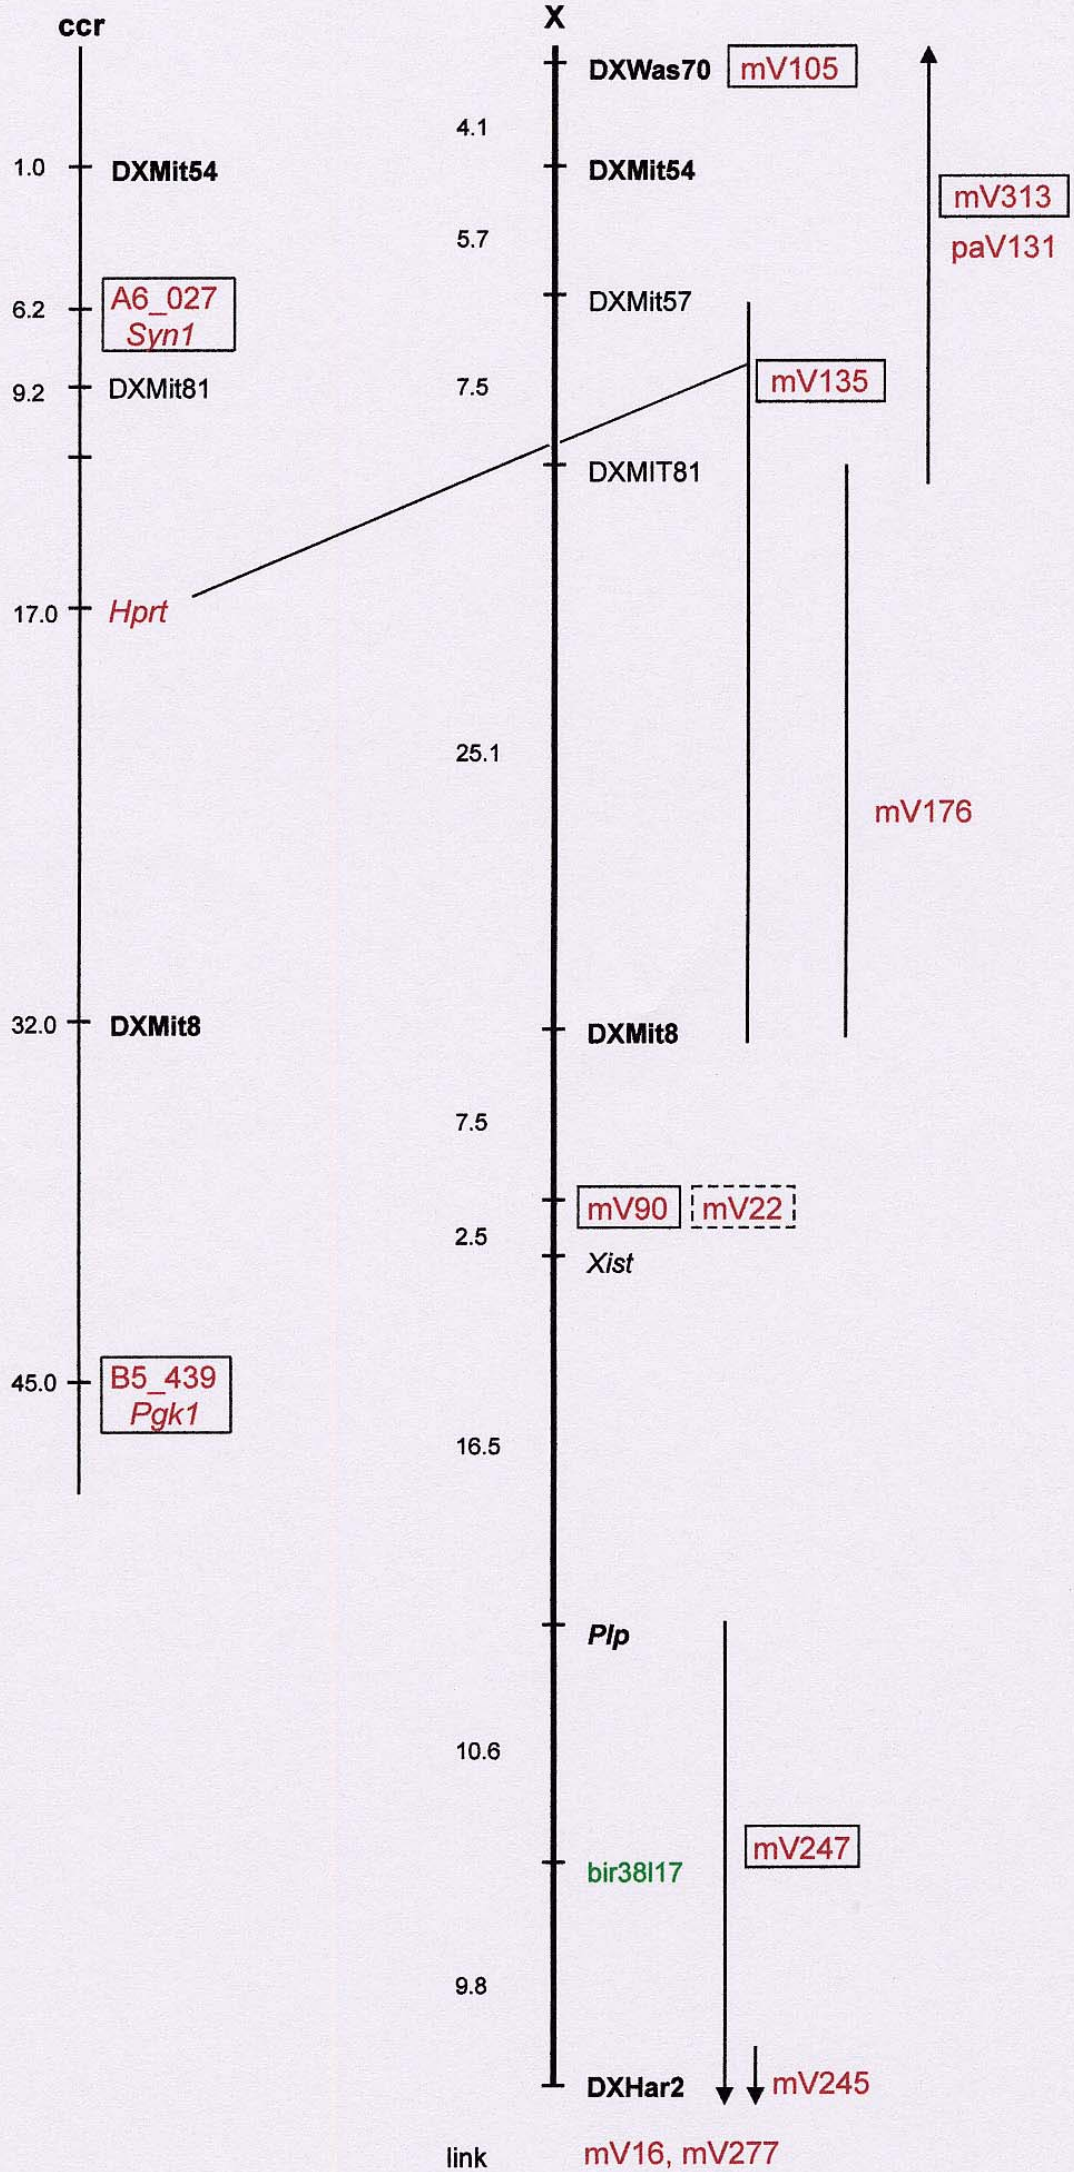 ccr
X
DXWas70 mV105
4.1
1.0 DXMit54
DXMit54
mV313
5.7
paV131
A6_027
6.2
Syn1
DXMit57
9.2 DXMit81
7.5
mV135
DXMIT81
17.0 Hprt
25.1
mV176
32.0 DXMit8
DXMit8
7.5
mV90 mV22
2.5
Xist
45.0
B5_439
Pgk1
16.5
Plp
10.6
mV247
bir38l17
9.8
DXHar2 mV245
link mV16, mV277